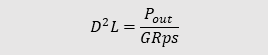 D²L = P_out / GRps